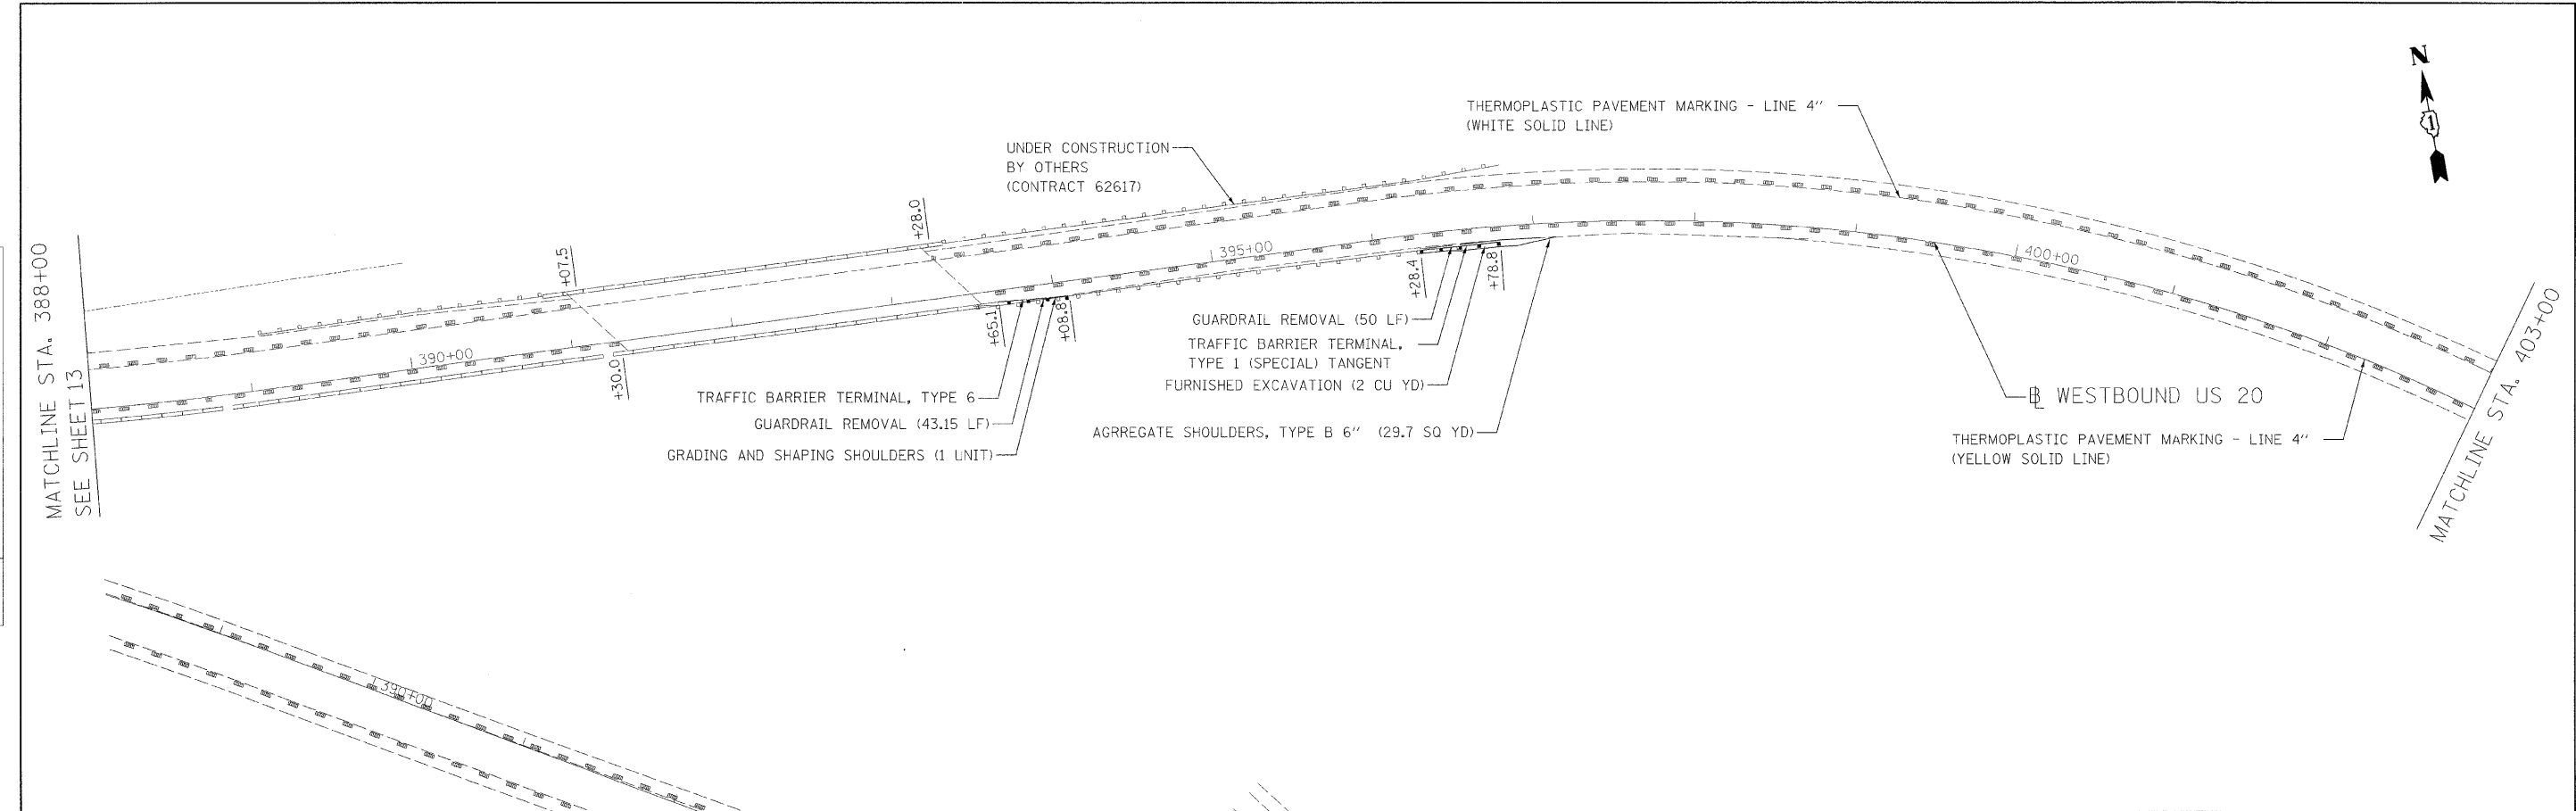 N
1
THERMOPLASTIC PAVEMENT MARKING - LINE 4"
(WHITE SOLID LINE)
UNDER CONSTRUCTION
BY OTHERS
(CONTRACT 62617)
MATCHLINE STA. 388+00
SEE SHEET 13
+07.5
+28.0
390+00
395+00
400+00
+30.0
+65.1
+08.8
+28.4
+78.8
TRAFFIC BARRIER TERMINAL, TYPE 6
GUARDRAIL REMOVAL (43.15 LF)
GRADING AND SHAPING SHOULDERS (1 UNIT)
GUARDRAIL REMOVAL (50 LF)
TRAFFIC BARRIER TERMINAL,
TYPE 1 (SPECIAL) TANGENT
FURNISHED EXCAVATION (2 CU YD)
AGRREGATE SHOULDERS, TYPE B 6" (29.7 SQ YD)
BL WESTBOUND US 20
THERMOPLASTIC PAVEMENT MARKING - LINE 4"
(YELLOW SOLID LINE)
MATCHLINE STA. 403+00
390+00